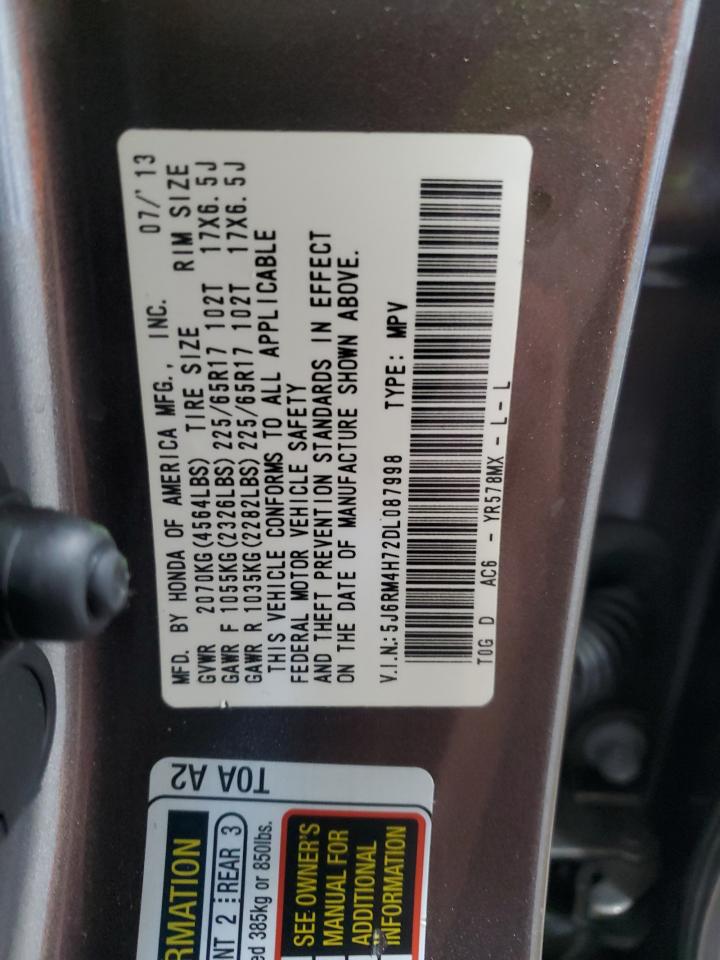 MFD. BY HONDA OF AMERICA MFG., INC. 07/'13
GVWR 2070KG(4564LBS) TIRE SIZE RIM SIZE
GAWR F 1055KG(2326LBS) 225/65R17 102T 17X6.5J
GAWR R 1035KG(2282LBS) 225/65R17 102T 17X6.5J
THIS VEHICLE CONFORMS TO ALL APPLICABLE
FEDERAL MOTOR VEHICLE SAFETY
AND THEFT PREVENTION STANDARDS IN EFFECT
ON THE DATE OF MANUFACTURE SHOWN ABOVE.
V.I.N.: 5J6RM4H72DL087998 TYPE: MPV
T0G D AC6 - YR578MX - L - L
T0A A2
RMATION
NT 2 REAR 3
ed 385kg or 850lbs.
SEE OWNER'S
MANUAL FOR
ADDITIONAL
INFORMATION